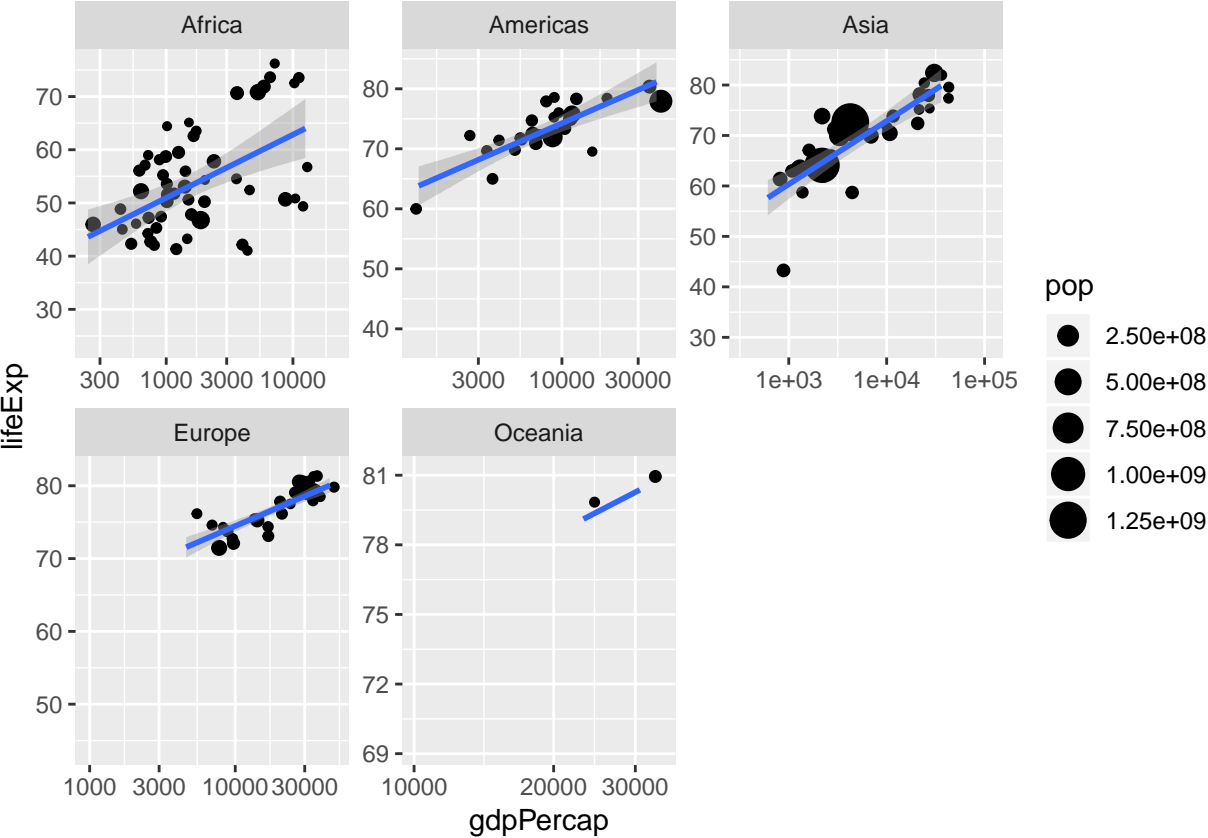 Africa
Americas
Asia
70
60
50
40
30
80
70
60
50
40
80
70
60
50
40
30
300 1000 3000 10000
3000 10000 30000
1e+03 1e+04 1e+05
Europe
Oceania
80
70
60
50
81
78
75
72
69
1000 3000 10000 30000
10000 20000 30000
lifeExp
gdpPercap
pop
2.50e+08
5.00e+08
7.50e+08
1.00e+09
1.25e+09